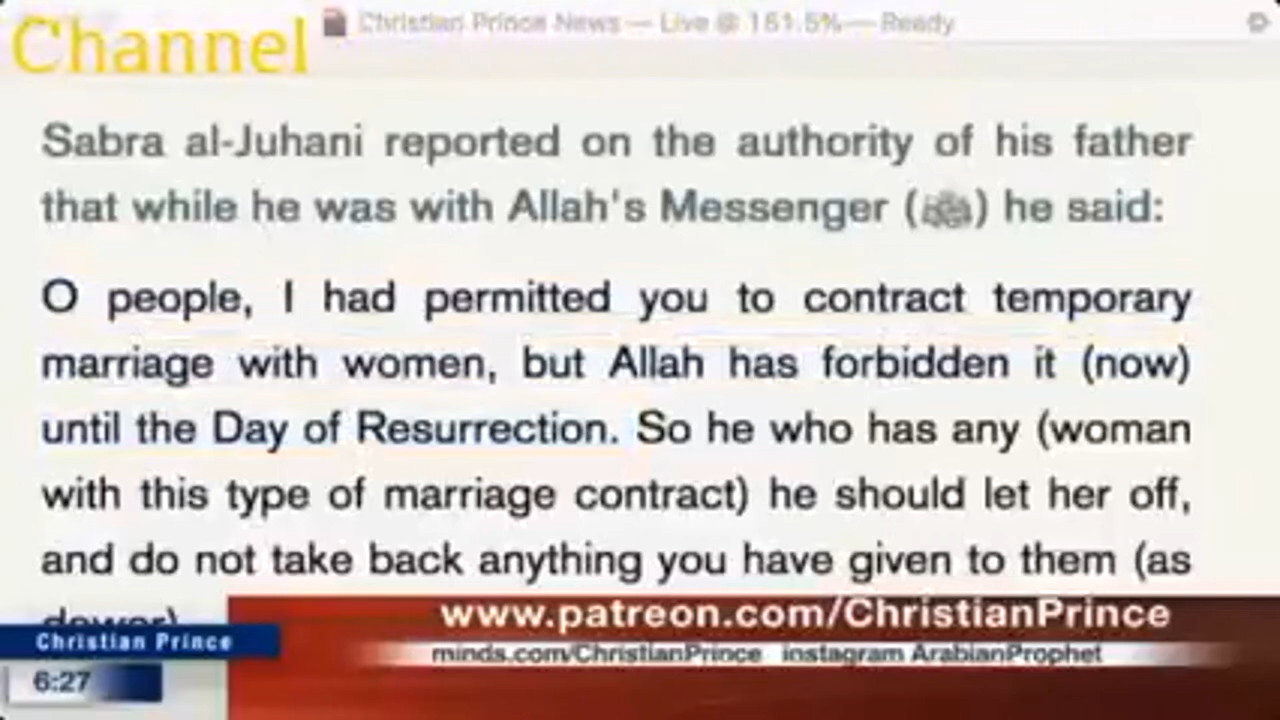 Channel
Christian Prince News — Live @ 161.5% — Ready
Sabra al-Juhani reported on the authority of his father
that while he was with Allah's Messenger (ﷺ) he said:
O people, I had permitted you to contract temporary
marriage with women, but Allah has forbidden it (now)
until the Day of Resurrection. So he who has any (woman
with this type of marriage contract) he should let her off,
and do not take back anything you have given to them (as
dower)
www.patreon.com/ChristianPrince
Christian Prince
minds.com/ChristianPrince instagram ArabianProphet
6:27